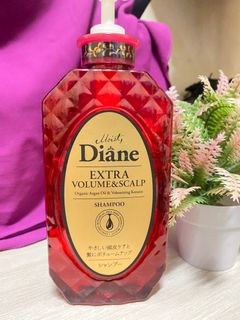 Moist
Diane
EXTRA
VOLUME&SCALP
Organic Argan Oil & Volumizing Keratin
SHAMPOO
やさしい頭皮ケアと
髪にボリュームアップ
シャンプー